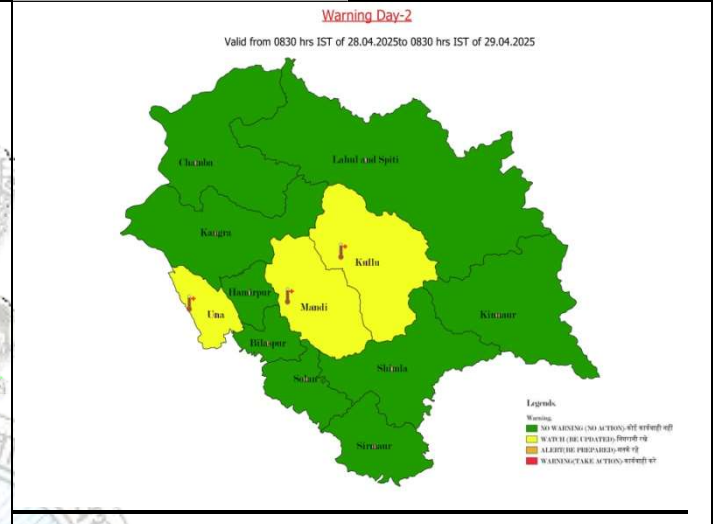 Warning Day-2
Valid from 0830 hrs IST of 28.04.2025to 0830 hrs IST of 29.04.2025
Chamba
Lahul and Spiti
Kangra
Kullu
Hamirpur
Una
Mandi
Kinnaur
Bilaspur
Shimla
Solan
Sirmaur
Legends.
Warning.
NO WARNING (NO ACTION)-कोई कार्यवाही नहीं
WATCH (BE UPDATED)-निगरानी रखें
ALERT(BE PREPARED)-सतर्क रहें
WARNING(TAKE ACTION)-कार्यवाही करें